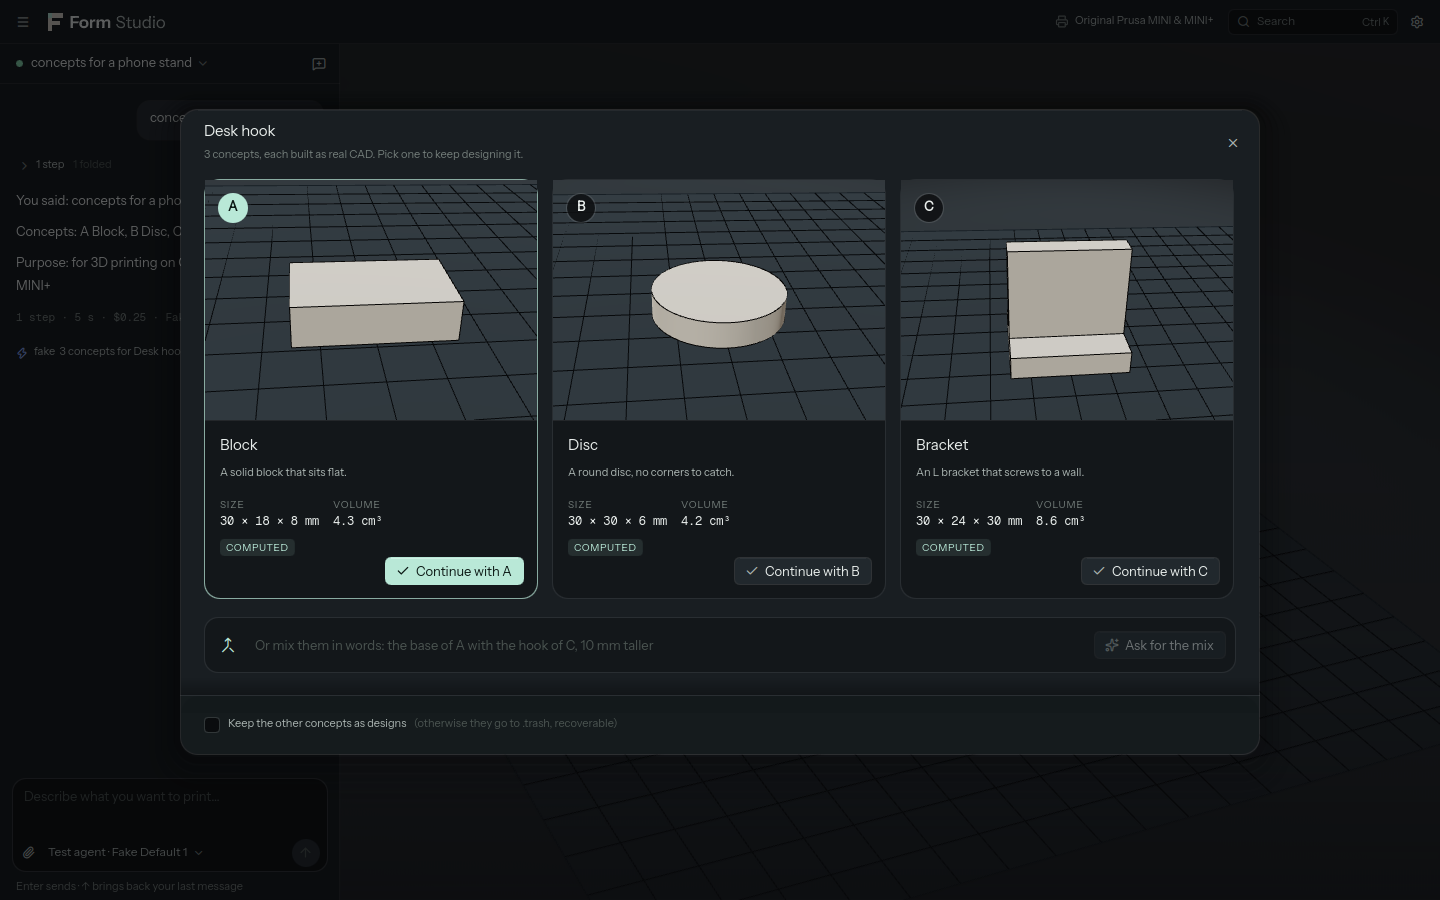 Form Studio
Original Prusa MINI & MINI+
Search
Ctrl K
concepts for a phone stand
conce
1 step 1 folded
You said: concepts for a pho
Concepts: A Block, B Disc, C
Purpose: for 3D printing on
MINI+
1 step · 5 s · $0.25 · Fa
fake 3 concepts for Desk hoo
Desk hook
3 concepts, each built as real CAD. Pick one to keep designing it.
A
Block
A solid block that sits flat.
SIZE VOLUME
30 × 18 × 8 mm 4.3 cm³
COMPUTED
Continue with A
B
Disc
A round disc, no corners to catch.
SIZE VOLUME
30 × 30 × 6 mm 4.2 cm³
COMPUTED
Continue with B
C
Bracket
An L bracket that screws to a wall.
SIZE VOLUME
30 × 24 × 30 mm 8.6 cm³
COMPUTED
Continue with C
Or mix them in words: the base of A with the hook of C, 10 mm taller
Ask for the mix
Keep the other concepts as designs (otherwise they go to .trash, recoverable)
Describe what you want to print...
Test agent · Fake Default 1
Enter sends · ↑ brings back your last message